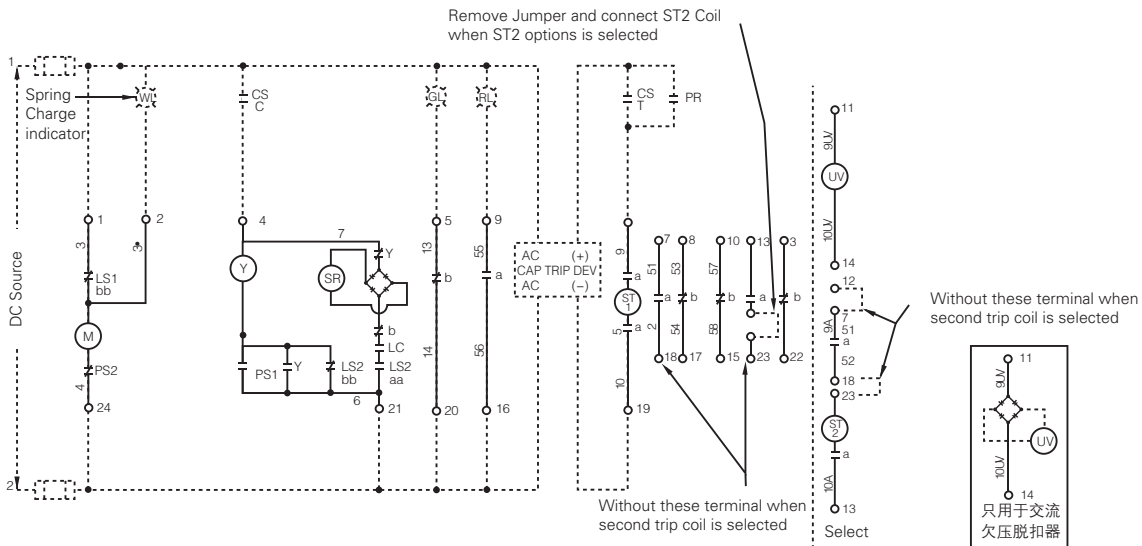 Remove Jumper and connect ST2 Coil
when ST2 options is selected
1
Spring
Charge
indicator
WL
CS
C
GL
RL
CS
T
PR
11
9UV
UV
10UV
14
12
7
9A
51
a
52
18
23
ST
2
a
10A
13
Select
DC Source
1
2
4
5
9
3
3
7
Y
Y
SR
13
55
LS1
bb
b
a
M
PS2
4
24
b
LC
PS1
Y
LS2
bb
LS2
aa
6
21
14
20
56
16
AC (+)
CAP TRIP DEV
AC (−)
9
a
ST
1
5
a
10
19
7
8
10
13
3
51
53
57
a
b
b
a
b
2
54
58
18
17
15
23
22
Without these terminal when
second trip coil is selected
Without these terminal when
second trip coil is selected
11
9UV
UV
10UV
14
只用于交流
欠压脱扣器
2